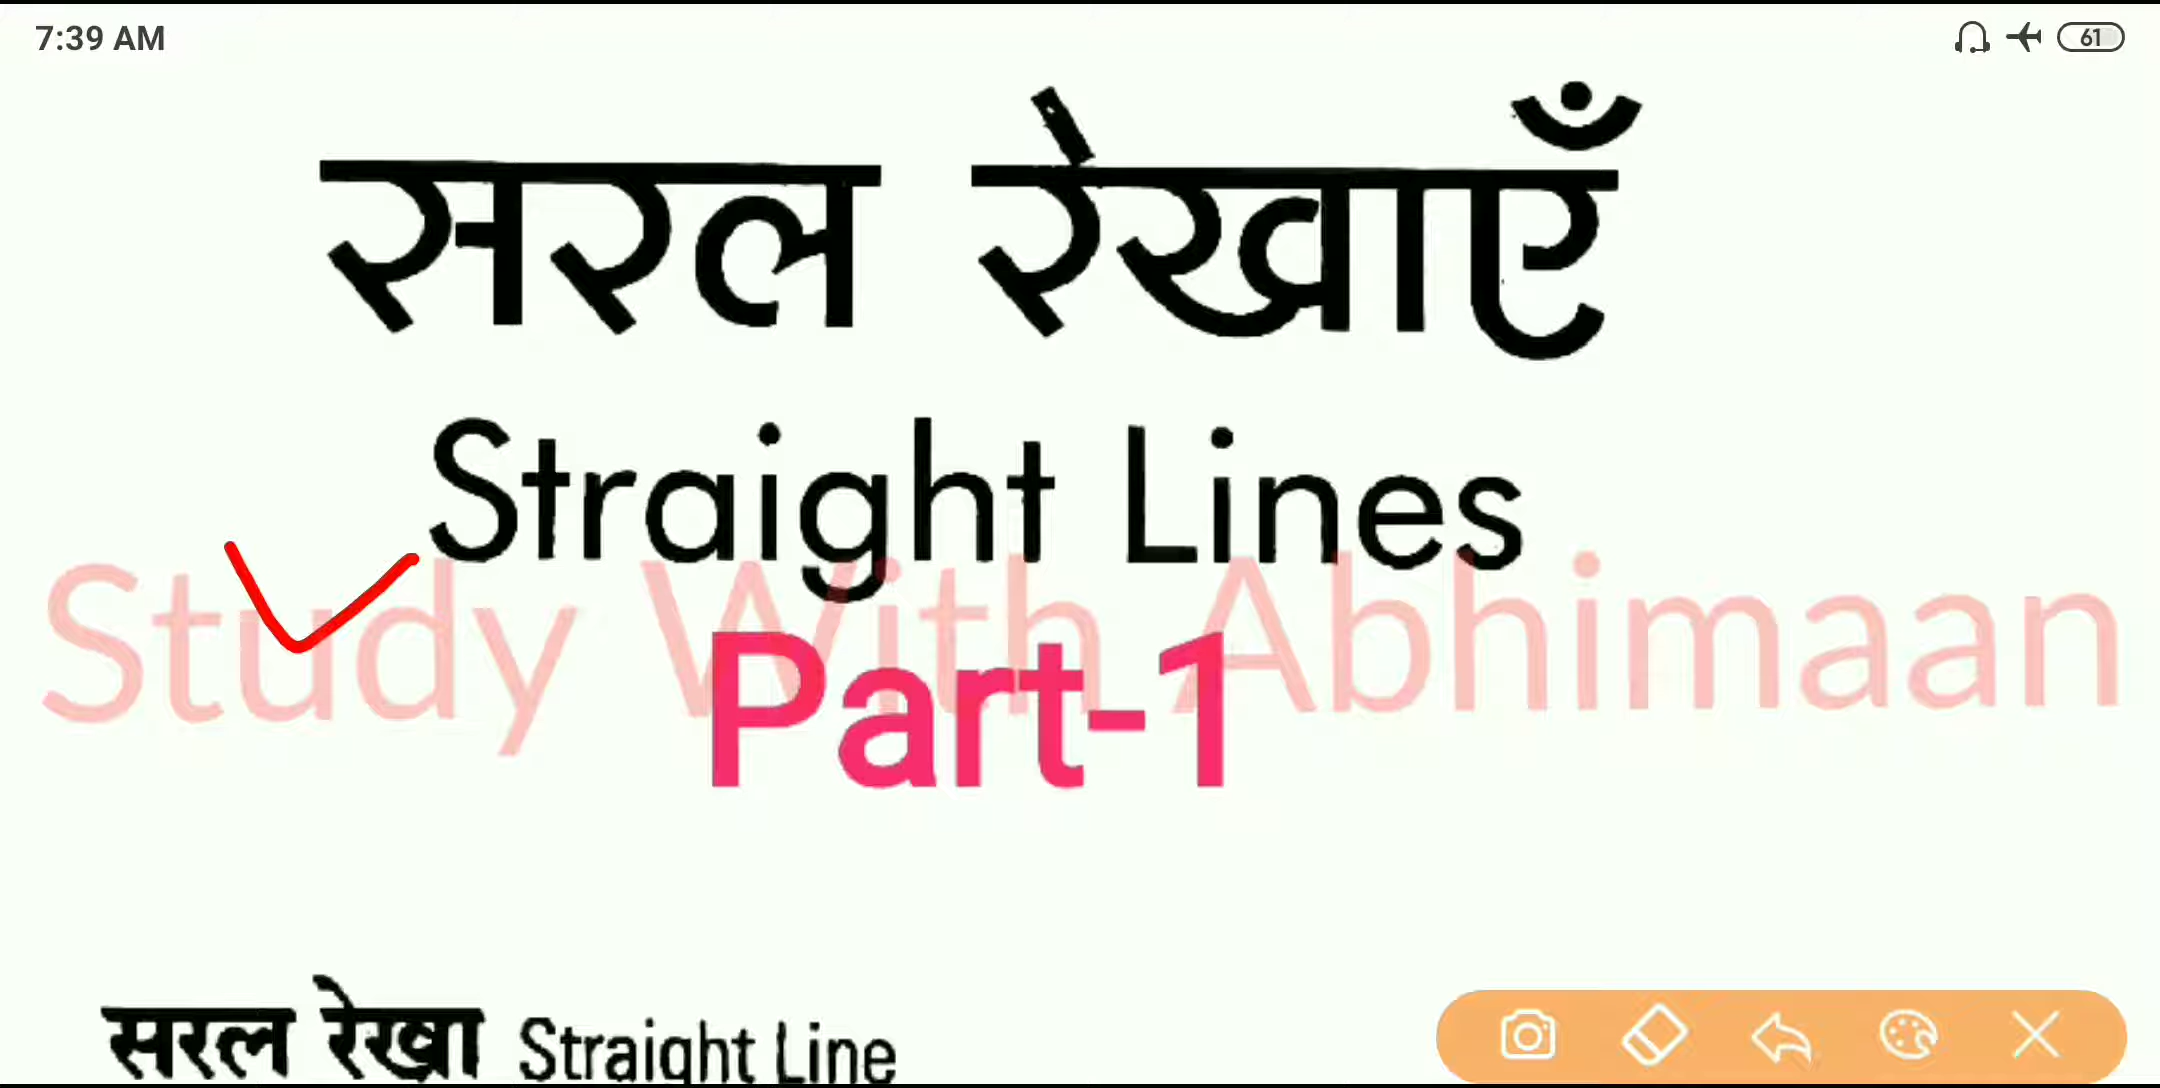 7:39 AM 61
सरल रेखाएँ
Straight Lines
Study With Abhimaan
Part-1
सरल रेखा Straight Line